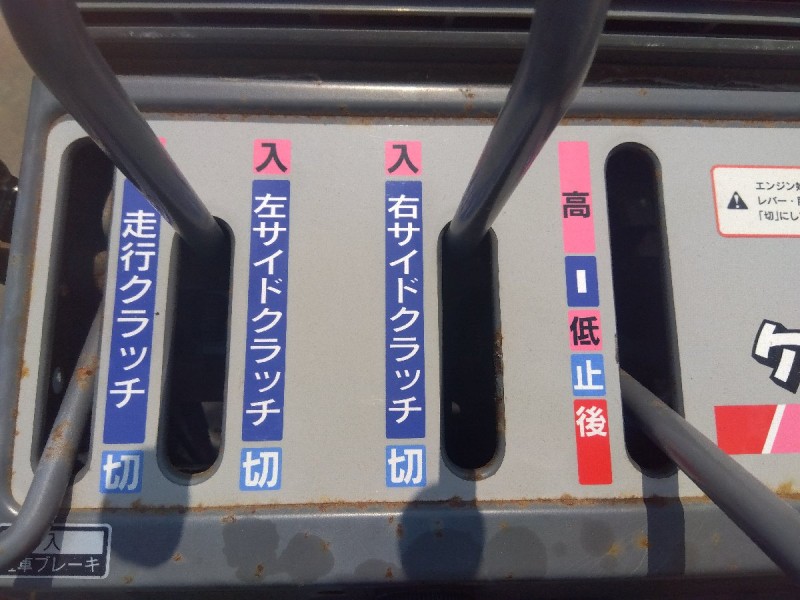 走行クラッチ
切
入
左サイドクラッチ
切
入
右サイドクラッチ
切
高
低
止
後
エンジン
レバー・
「切」にし
入
車ブレーキ
ケ